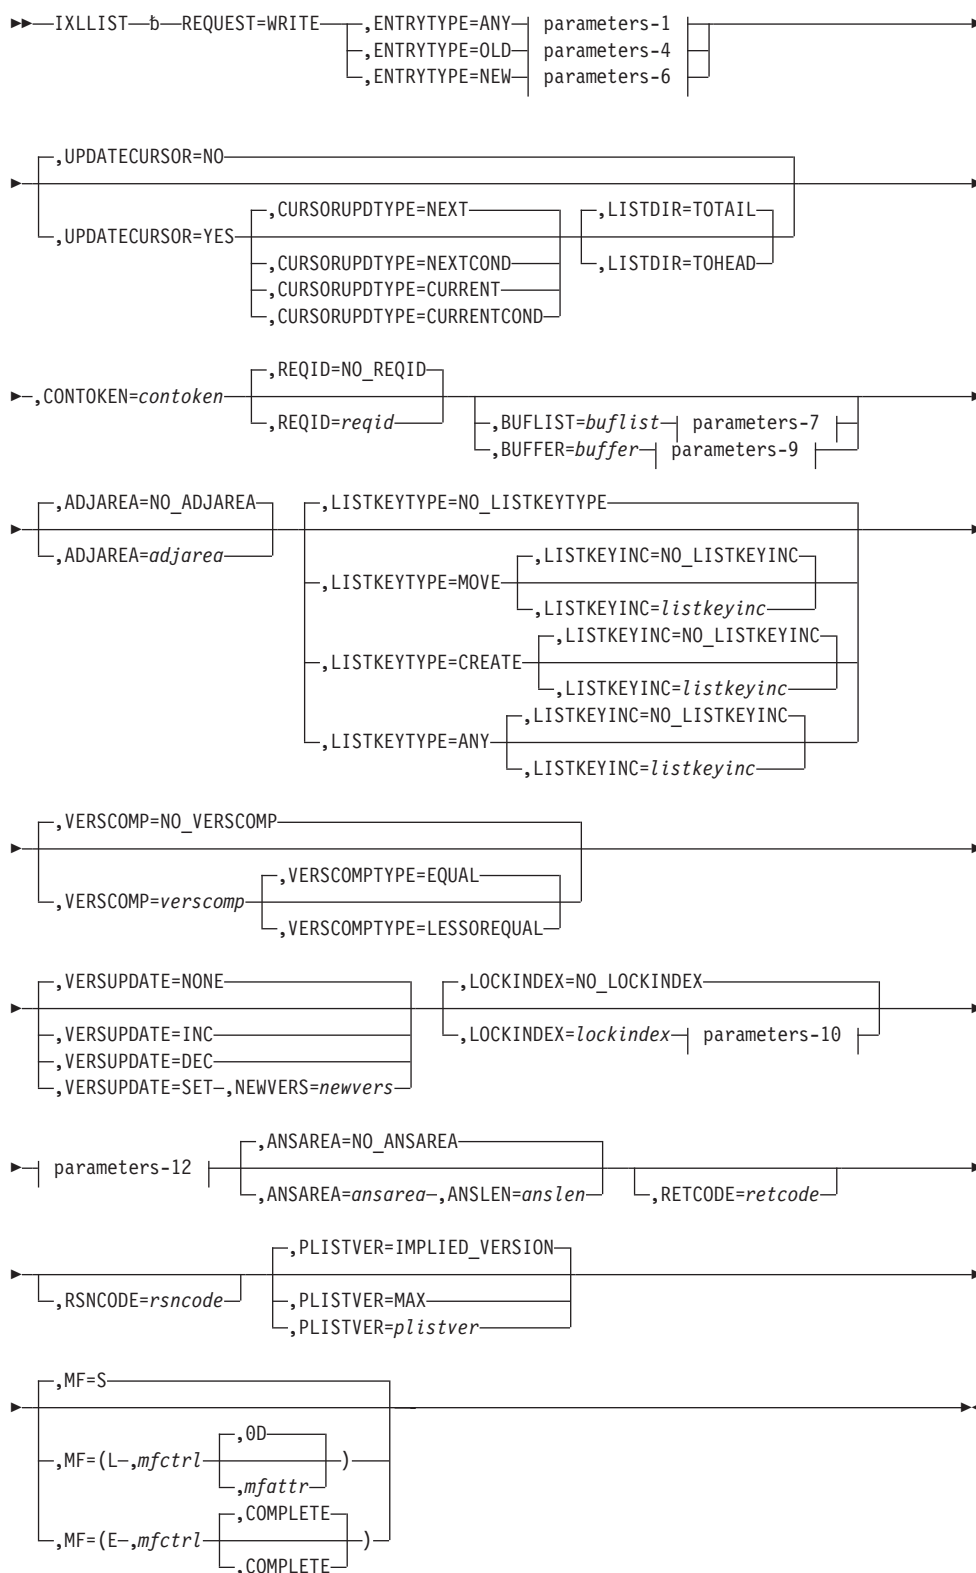 IXLLIST ƀ REQUEST=WRITE ,ENTRYTYPE=ANY parameters-1
,ENTRYTYPE=OLD parameters-4
,ENTRYTYPE=NEW parameters-6
,UPDATECURSOR=NO
,CURSORUPDTYPE=NEXT ,LISTDIR=TOTAIL
,UPDATECURSOR=YES
,CURSORUPDTYPE=NEXTCOND ,LISTDIR=TOHEAD
,CURSORUPDTYPE=CURRENT
,CURSORUPDTYPE=CURRENTCOND
,REQID=NO_REQID
,CONTOKEN=contoken
,REQID=reqid ,BUFLIST=buflist parameters-7
,BUFFER=buffer parameters-9
,ADJAREA=NO_ADJAREA ,LISTKEYTYPE=NO_LISTKEYTYPE
,ADJAREA=adjarea ,LISTKEYINC=NO_LISTKEYINC
,LISTKEYTYPE=MOVE
,LISTKEYINC=listkeyinc
,LISTKEYINC=NO_LISTKEYINC
,LISTKEYTYPE=CREATE
,LISTKEYINC=listkeyinc
,LISTKEYINC=NO_LISTKEYINC
,LISTKEYTYPE=ANY
,LISTKEYINC=listkeyinc
,VERSCOMP=NO_VERSCOMP
,VERSCOMPTYPE=EQUAL
,VERSCOMP=verscomp
,VERSCOMPTYPE=LESSOREQUAL
,VERSUPDATE=NONE ,LOCKINDEX=NO_LOCKINDEX
,VERSUPDATE=INC ,LOCKINDEX=lockindex parameters-10
,VERSUPDATE=DEC
,VERSUPDATE=SET ,NEWVERS=newvers
,ANSAREA=NO_ANSAREA
parameters-12
,ANSAREA=ansarea ,ANSLEN=anslen ,RETCODE=retcode
,PLISTVER=IMPLIED_VERSION
,RSNCODE=rsncode ,PLISTVER=MAX
,PLISTVER=plistver
,MF=S
,0D
,MF=(L ,mfctrl )
,mfattr
,COMPLETE
,MF=(E ,mfctrl )
,COMPLETE